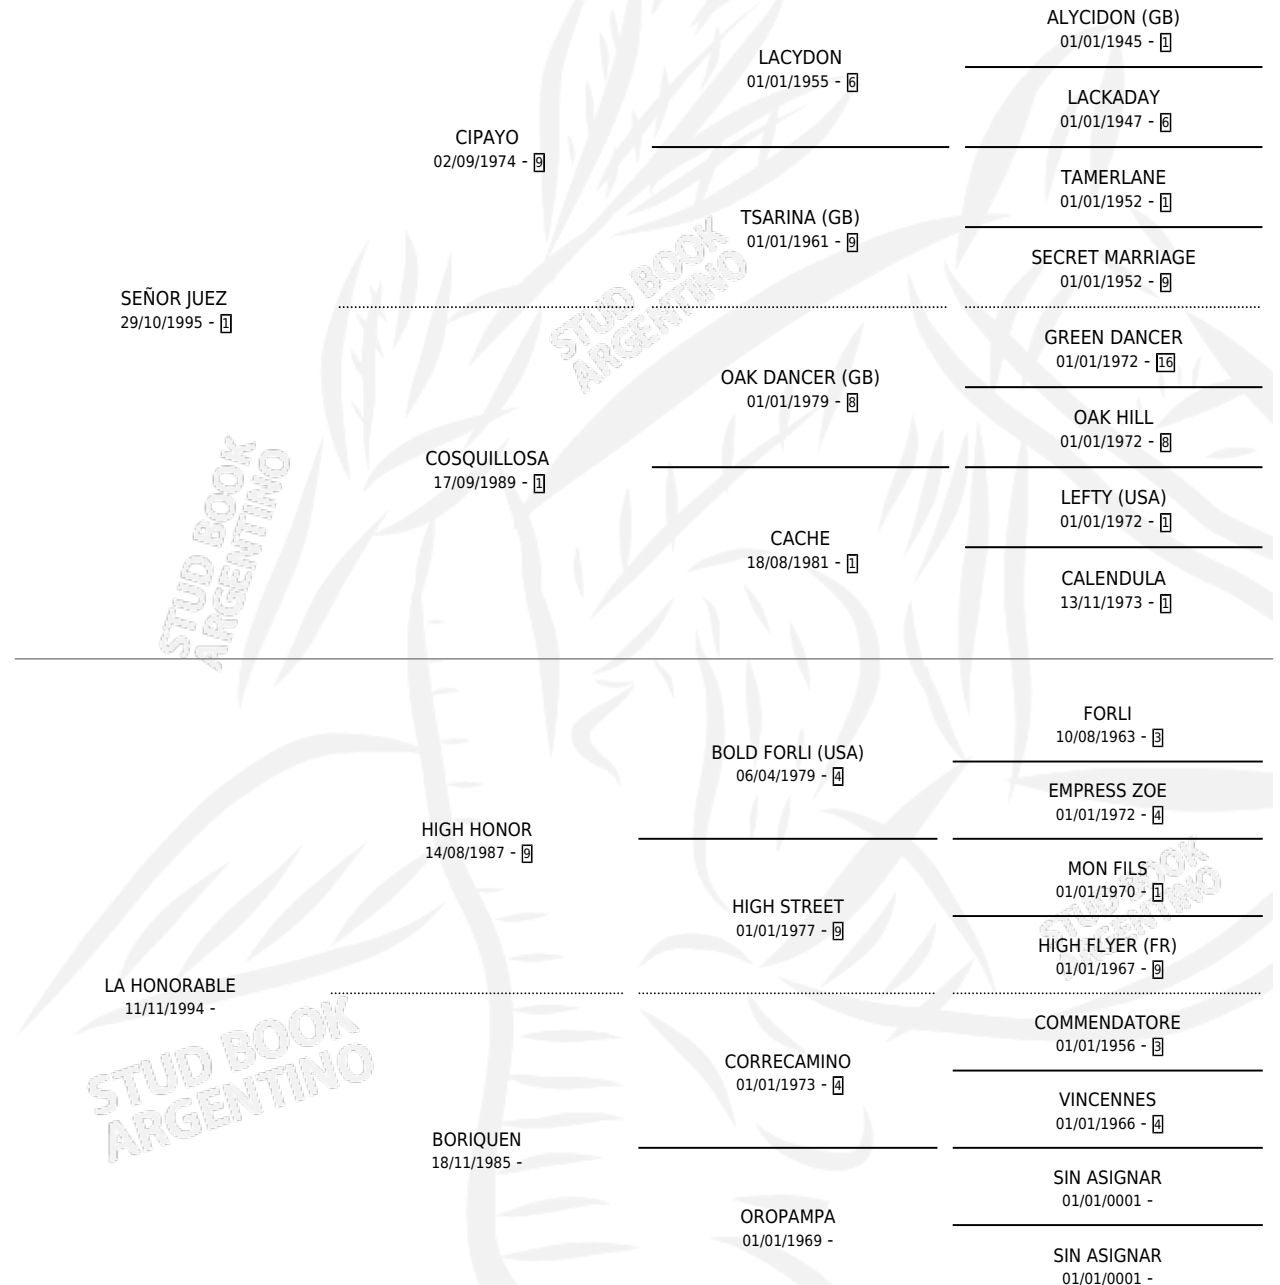 SEÑOR JUEZ
29/10/1995 - 1
CIPAYO
02/09/1974 - 9
COSQUILLOSA
17/09/1989 - 1
LACYDON
01/01/1955 - 6
TSARINA (GB)
01/01/1961 - 9
OAK DANCER (GB)
01/01/1979 - 8
CACHE
18/08/1981 - 1
ALYCIDON (GB)
01/01/1945 - 1
LACKADAY
01/01/1947 - 6
TAMERLANE
01/01/1952 - 1
SECRET MARRIAGE
01/01/1952 - 9
GREEN DANCER
01/01/1972 - 16
OAK HILL
01/01/1972 - 8
LEFTY (USA)
01/01/1972 - 1
CALENDULA
13/11/1973 - 1
LA HONORABLE
11/11/1994 -
HIGH HONOR
14/08/1987 - 9
BORIQUEN
18/11/1985 -
BOLD FORLI (USA)
06/04/1979 - 4
HIGH STREET
01/01/1977 - 9
CORRECAMINO
01/01/1973 - 4
OROPAMPA
01/01/1969 -
FORLI
10/08/1963 - 3
EMPRESS ZOE
01/01/1972 - 4
MON FILS
01/01/1970 - 1
HIGH FLYER (FR)
01/01/1967 - 9
COMMENDATORE
01/01/1956 - 3
VINCENNES
01/01/1966 - 4
SIN ASIGNAR
01/01/0001 -
SIN ASIGNAR
01/01/0001 -
STUD BOOK
ARGENTINO
STUD BOOK
ARGENTINO
STUD BOOK
ARGENTINO
STUD BOOK
ARGENTINO